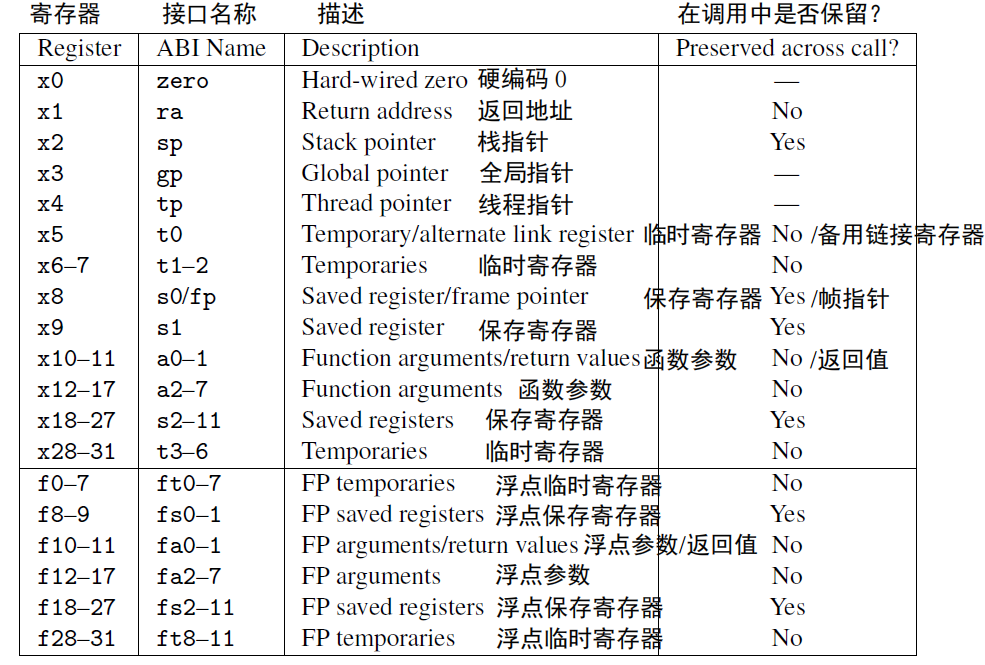 寄存器 接口名称 描述 在调用中是否保留?
Register ABI Name Description Preserved across call?
x0 zero Hard-wired zero 硬编码 0 —
x1 ra Return address 返回地址 No
x2 sp Stack pointer 栈指针 Yes
x3 gp Global pointer 全局指针 —
x4 tp Thread pointer 线程指针 —
x5 t0 Temporary/alternate link register 临时寄存器 No /备用链接寄存器
x6–7 t1–2 Temporaries 临时寄存器 No
x8 s0/fp Saved register/frame pointer 保存寄存器 Yes /帧指针
x9 s1 Saved register 保存寄存器 Yes
x10–11 a0–1 Function arguments/return values 函数参数 No /返回值
x12–17 a2–7 Function arguments 函数参数 No
x18–27 s2–11 Saved registers 保存寄存器 Yes
x28–31 t3–6 Temporaries 临时寄存器 No
f0–7 ft0–7 FP temporaries 浮点临时寄存器 No
f8–9 fs0–1 FP saved registers 浮点保存寄存器 Yes
f10–11 fa0–1 FP arguments/return values 浮点参数/返回值 No
f12–17 fa2–7 FP arguments 浮点参数 No
f18–27 fs2–11 FP saved registers 浮点保存寄存器 Yes
f28–31 ft8–11 FP temporaries 浮点临时寄存器 No